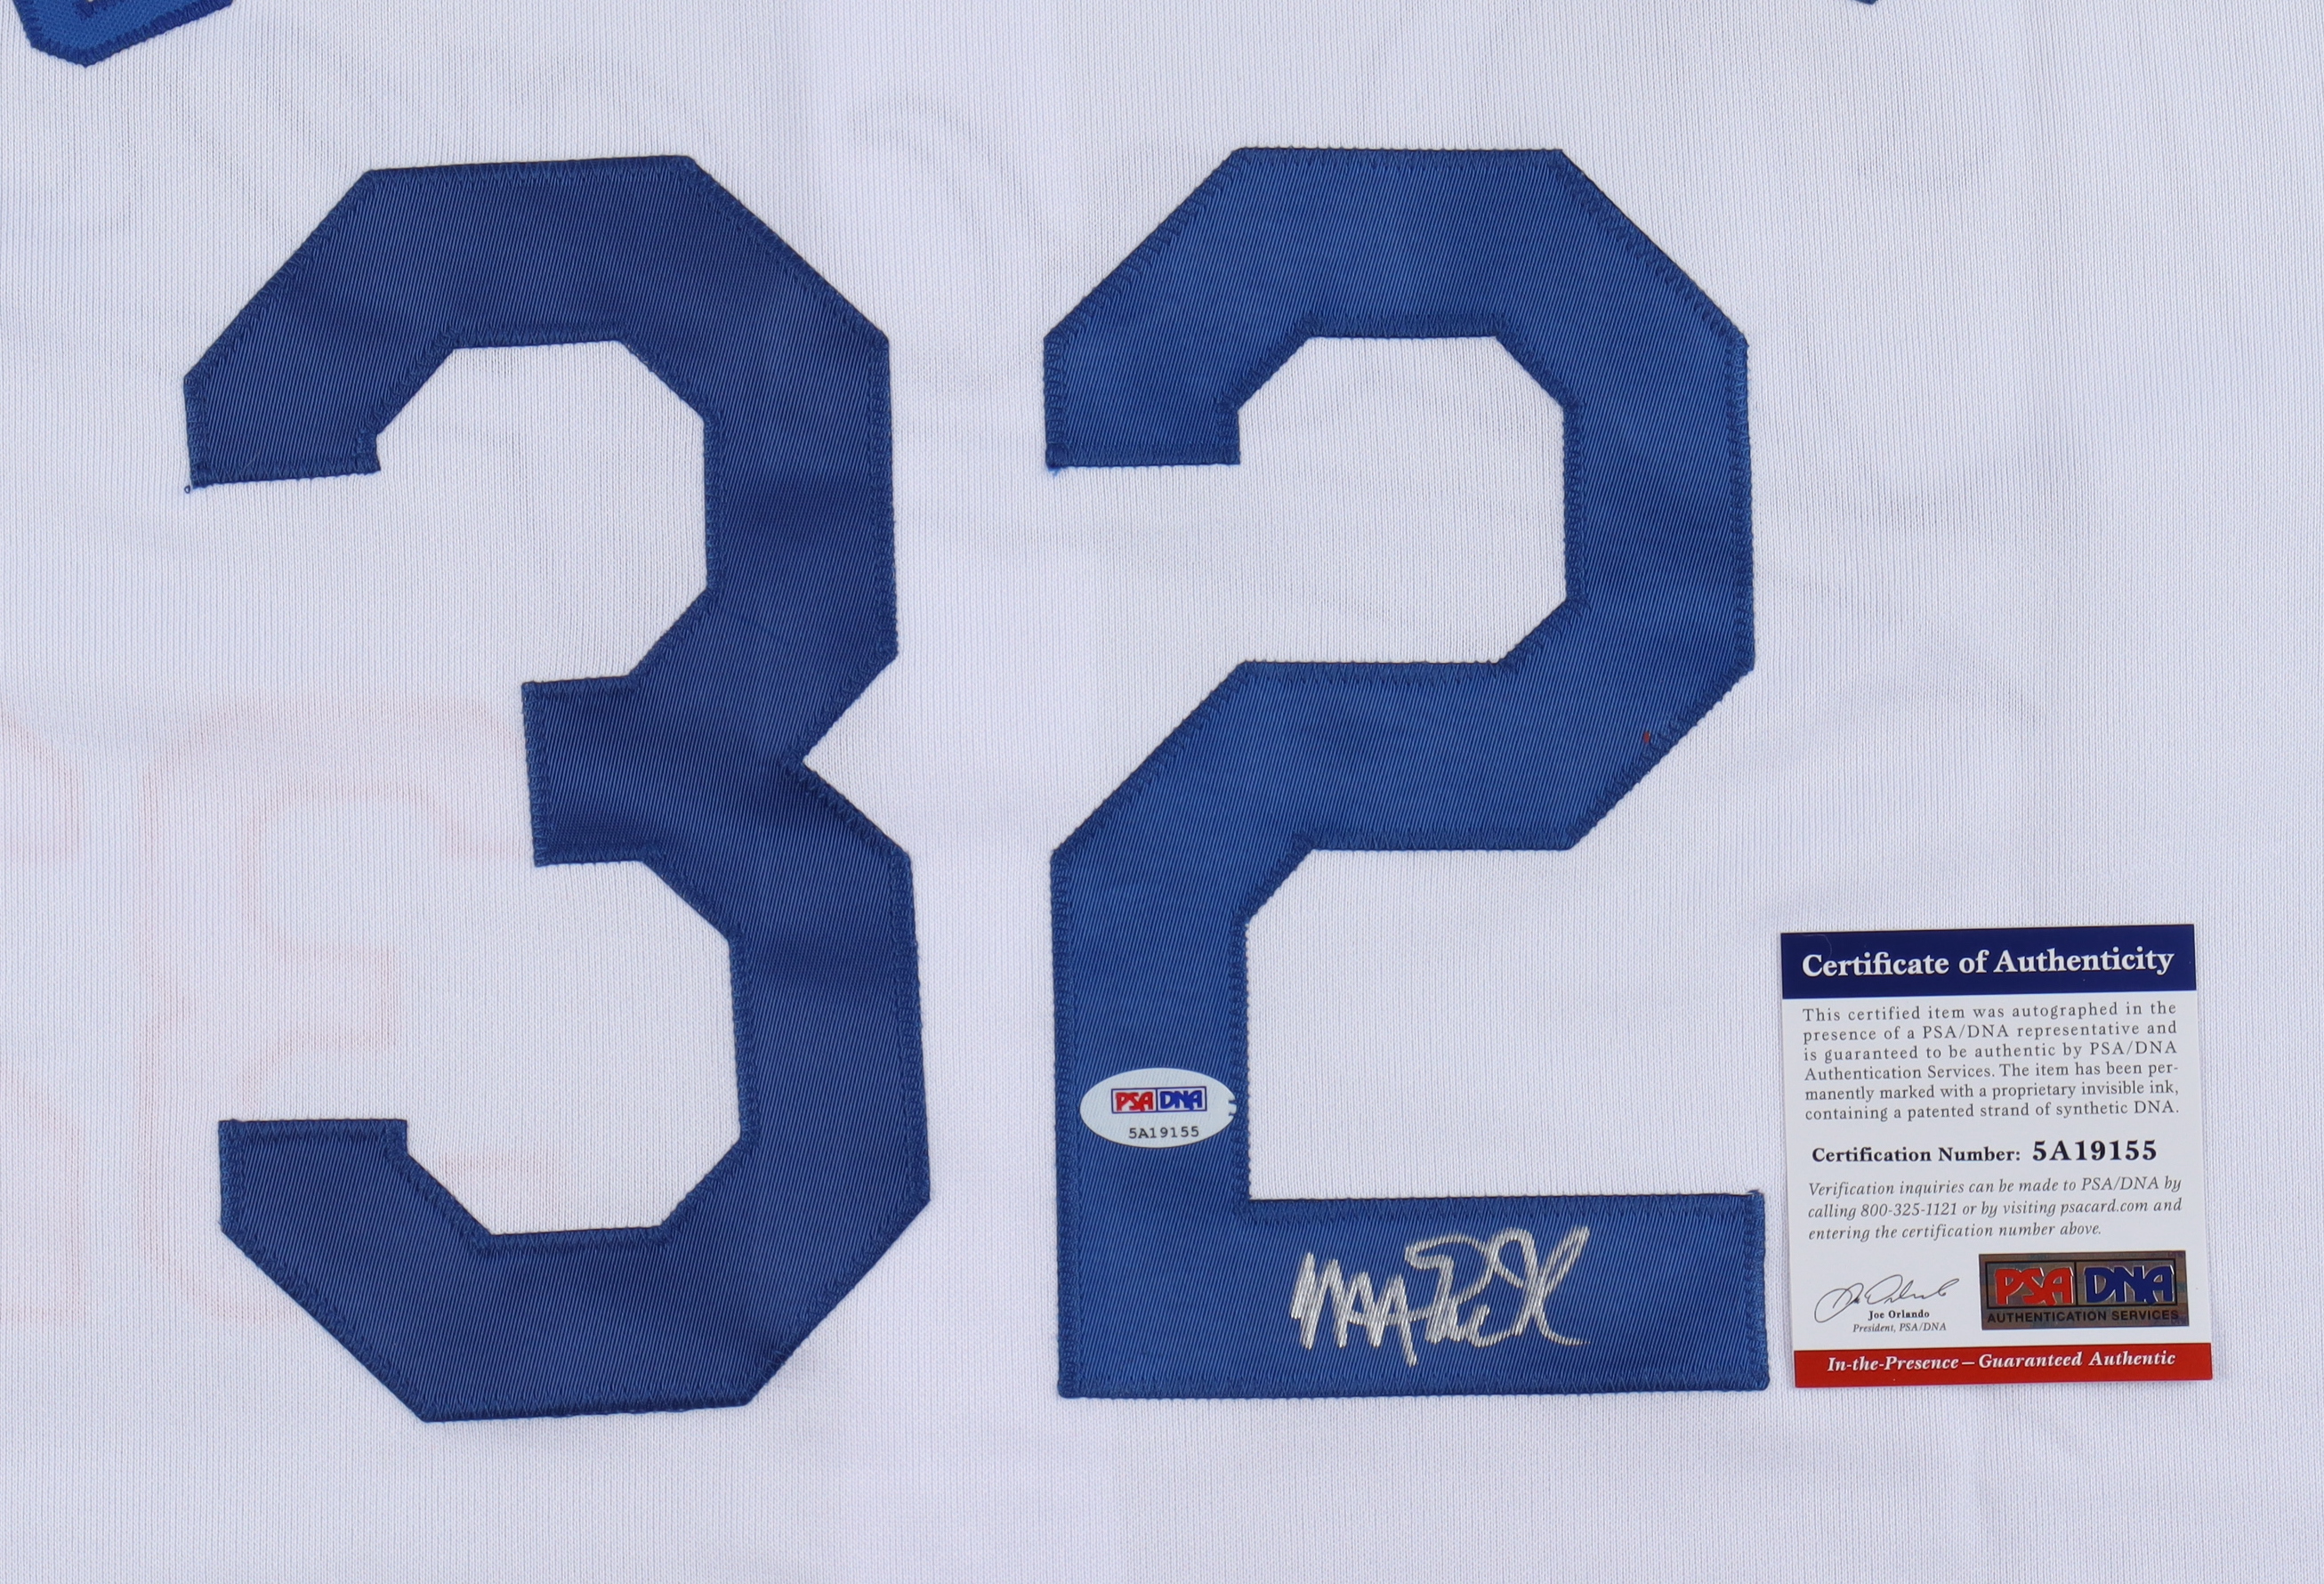 32
PSA DNA
5A19155
Certificate of Authenticity
This certified item was autographed in the
presence of a PSA/DNA representative and
is guaranteed to be authentic by PSA/DNA
Authentication Services. The item has been per-
manently marked with a proprietary invisible ink,
containing a patented strand of synthetic DNA.
Certification Number: 5A19155
Verification inquiries can be made to PSA/DNA by
calling 800-325-1121 or by visiting psacard.com and
entering the certification number above.
Joe Orlando
President, PSA/DNA
PSA DNA
AUTHENTICATION SERVICES
In-the-Presence – Guaranteed Authentic